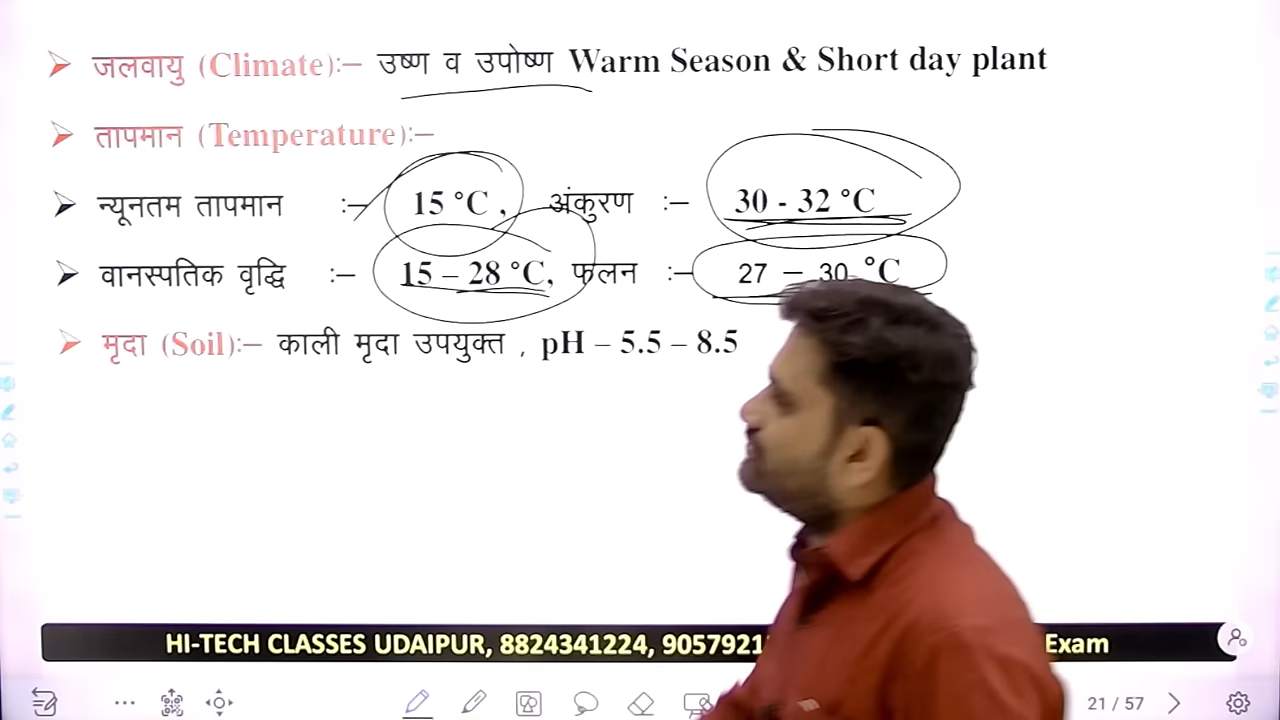 जलवायु (Climate):– उष्ण व उपोष्ण Warm Season & Short day plant
तापमान (Temperature):–
न्यूनतम तापमान :– 15 °C , अंकुरण :– 30 - 32 °C
वानस्पतिक वृद्धि :– 15 – 28 °C, फलन :– 27 – 30 °C
मृदा (Soil):– काली मृदा उपयुक्त , pH – 5.5 – 8.5
HI-TECH CLASSES UDAIPUR, 8824341224, Exam
21 / 57